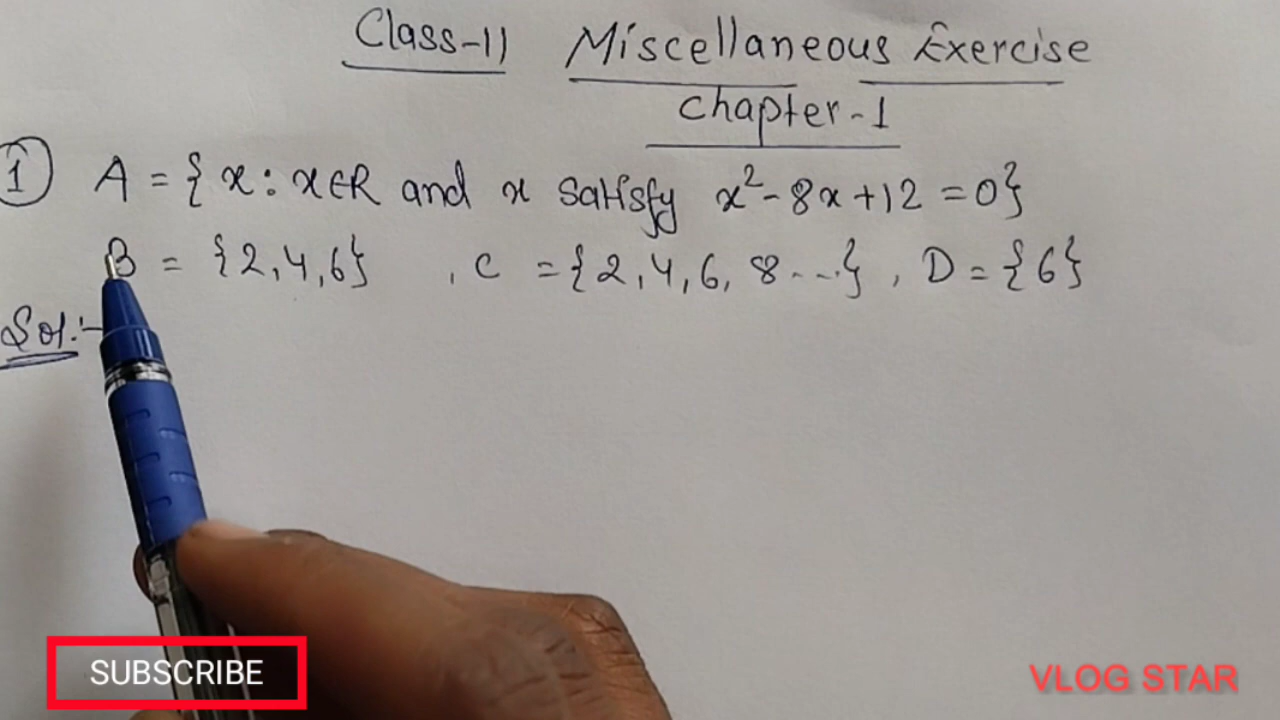 Class-11 Miscellaneous Exercise
Chapter-1
1 A = {x : x∈R and x satisfy x²-8x+12=0}
B = {2,4,6} , C = {2,4,6,8.....} , D = {6}
Sol:-
SUBSCRIBE
VLOG STAR